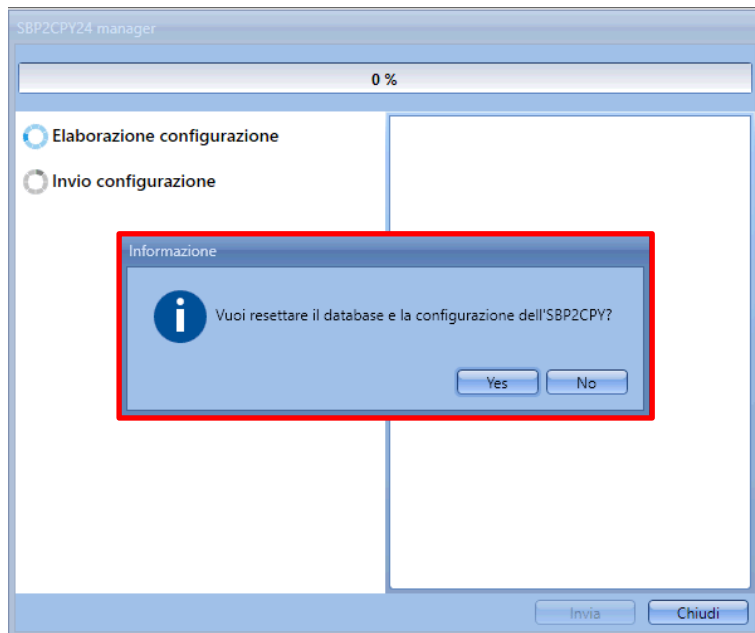 SBP2CPY24 manager
0 %
Elaborazione configurazione
Invio configurazione
Informazione
Vuoi resettare il database e la configurazione dell'SBP2CPY?
Yes No
Invia Chiudi